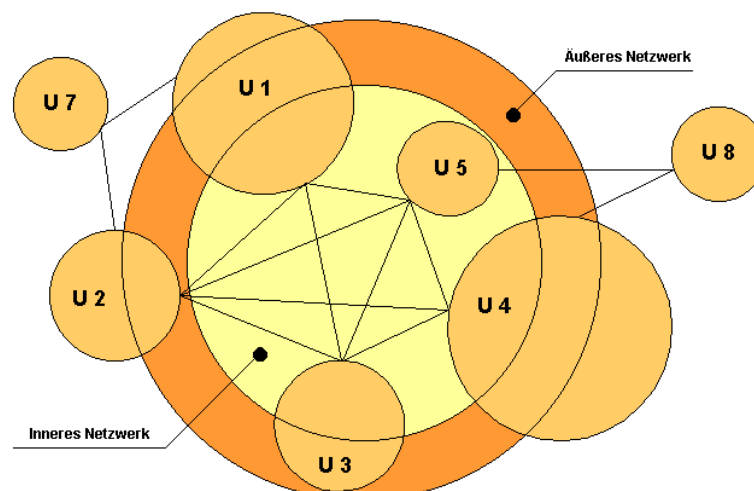 Äußeres Netzwerk
U 1
U 7
U 8
U 5
U 2
U 4
Inneres Netzwerk
U 3